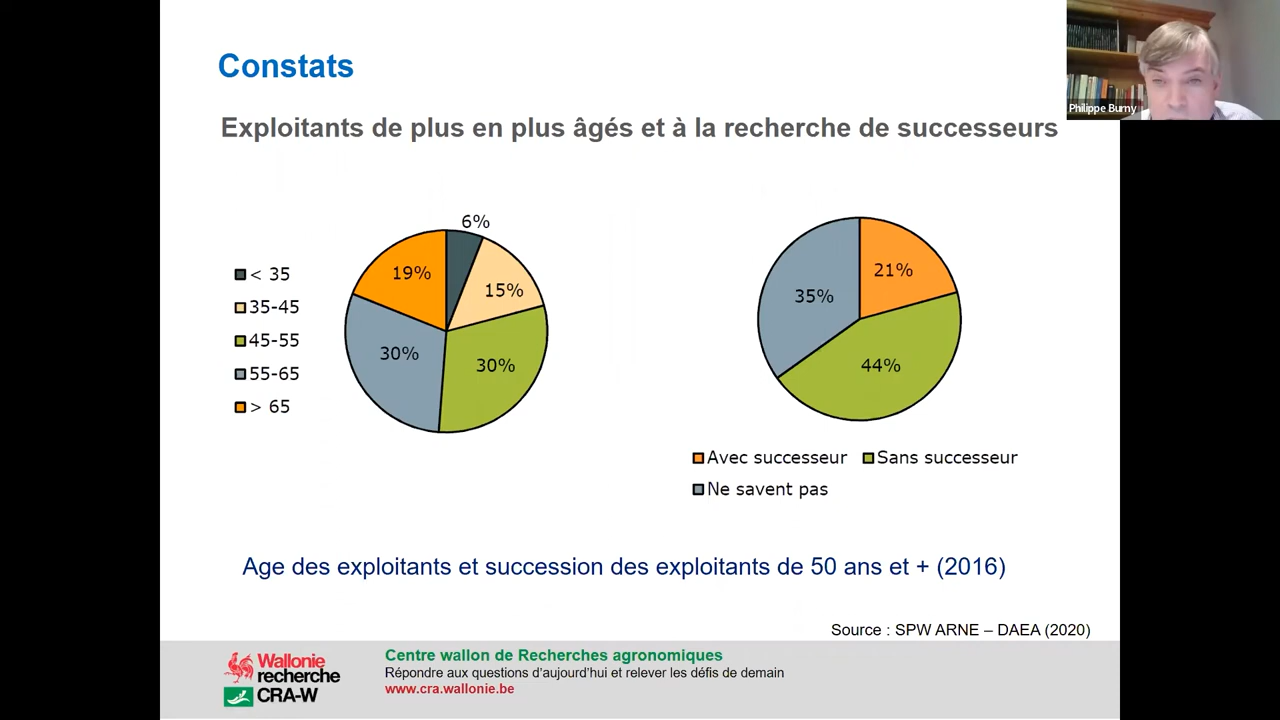 Constats
Philippe Burny
Exploitants de plus en plus âgés et à la recherche de successeurs
6%
19%
15%
30%
30%
< 35
35-45
45-55
55-65
> 65
21%
35%
44%
Avec successeur
Sans successeur
Ne savent pas
Age des exploitants et succession des exploitants de 50 ans et + (2016)
Source : SPW ARNE – DAEA (2020)
Wallonie
recherche
CRA-W
Centre wallon de Recherches agronomiques
Répondre aux questions d'aujourd'hui et relever les défis de demain
www.cra.wallonie.be